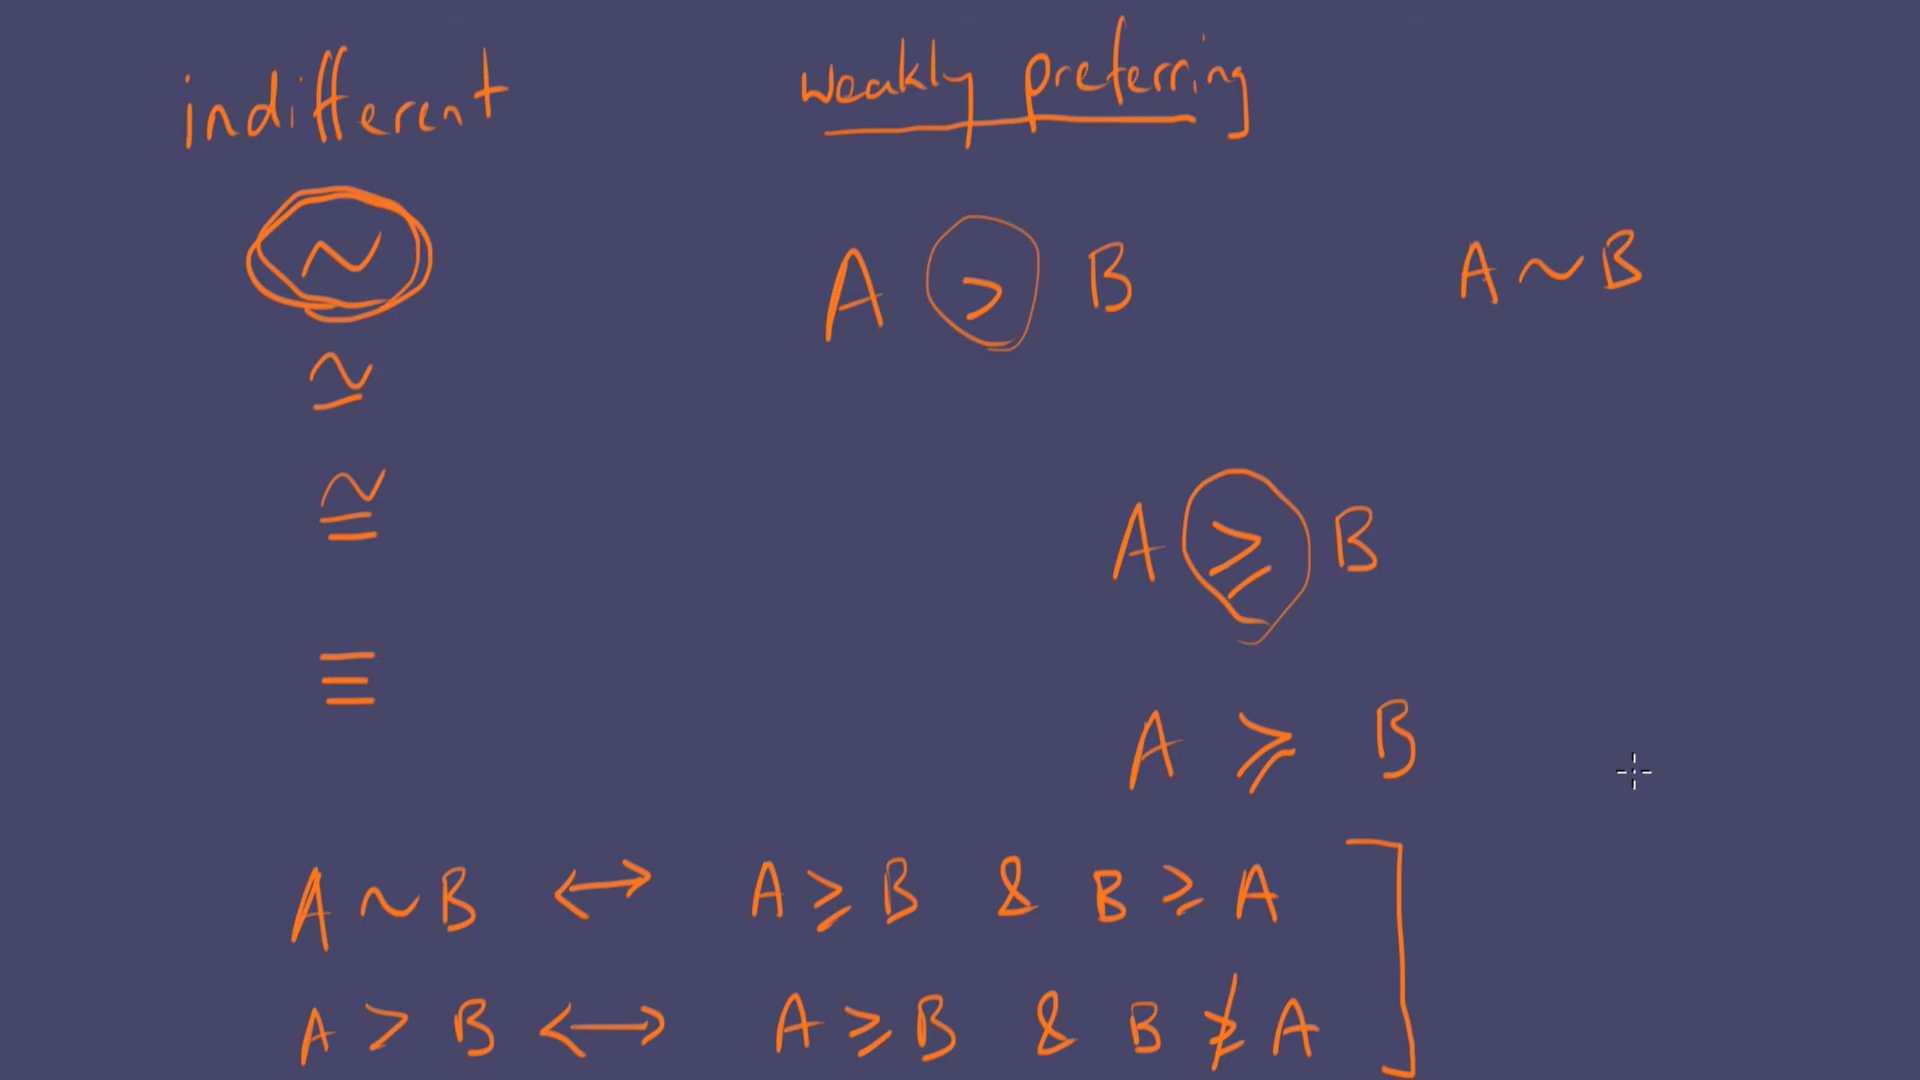 indifferent weakly preferring
~
A > B A ~ B
≃
≅
A ≥ B
≡
A ⩾ B
A ~ B ↔ A ≥ B & B ≥ A
A > B ↔ A ⩾ B & B ≱ A